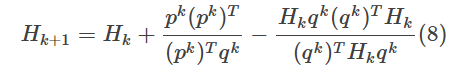 H_{k+1} = H_k + \frac{p^k(p^k)^T}{(p^k)^T q^k} - \frac{H_k q^k (q^k)^T H_k}{(q^k)^T H_k q^k} (8)